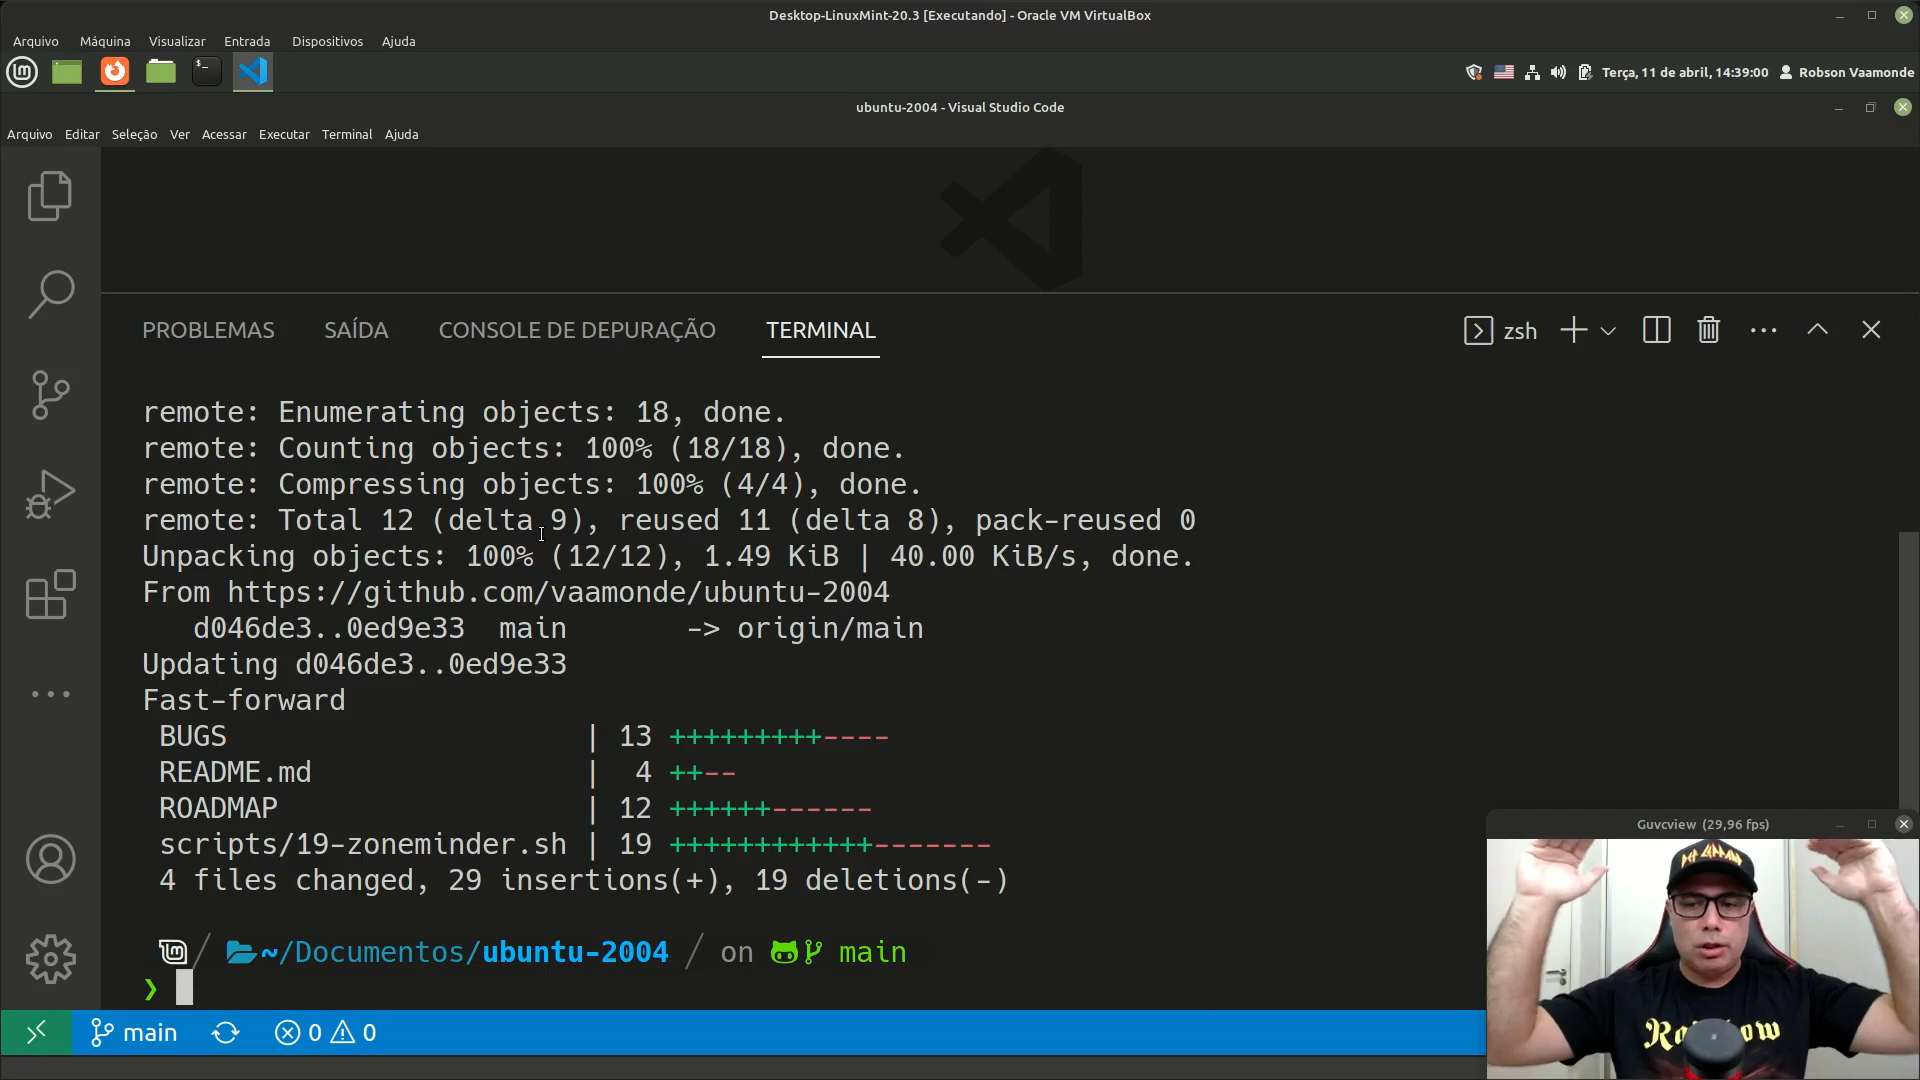 Desktop-LinuxMint-20.3 [Executando] - Oracle VM VirtualBox
Arquivo Máquina Visualizar Entrada Dispositivos Ajuda
Terça, 11 de abril, 14:39:00 Robson Vaamonde
ubuntu-2004 - Visual Studio Code
Arquivo Editar Seleção Ver Acessar Executar Terminal Ajuda
PROBLEMAS SAÍDA CONSOLE DE DEPURAÇÃO TERMINAL zsh
remote: Enumerating objects: 18, done.
remote: Counting objects: 100% (18/18), done.
remote: Compressing objects: 100% (4/4), done.
remote: Total 12 (delta 9), reused 11 (delta 8), pack-reused 0
Unpacking objects: 100% (12/12), 1.49 KiB | 40.00 KiB/s, done.
From https://github.com/vaamonde/ubuntu-2004
d046de3..0ed9e33 main -> origin/main
Updating d046de3..0ed9e33
Fast-forward
BUGS | 13 +++++++++----
README.md | 4 ++--
ROADMAP | 12 ++++++------
scripts/19-zoneminder.sh | 19 ++++++++++++-------
4 files changed, 29 insertions(+), 19 deletions(-)
~/Documentos/ubuntu-2004 / on main
❯
main 0 0
Guvcview (29,96 fps)
DEF LEPPARD